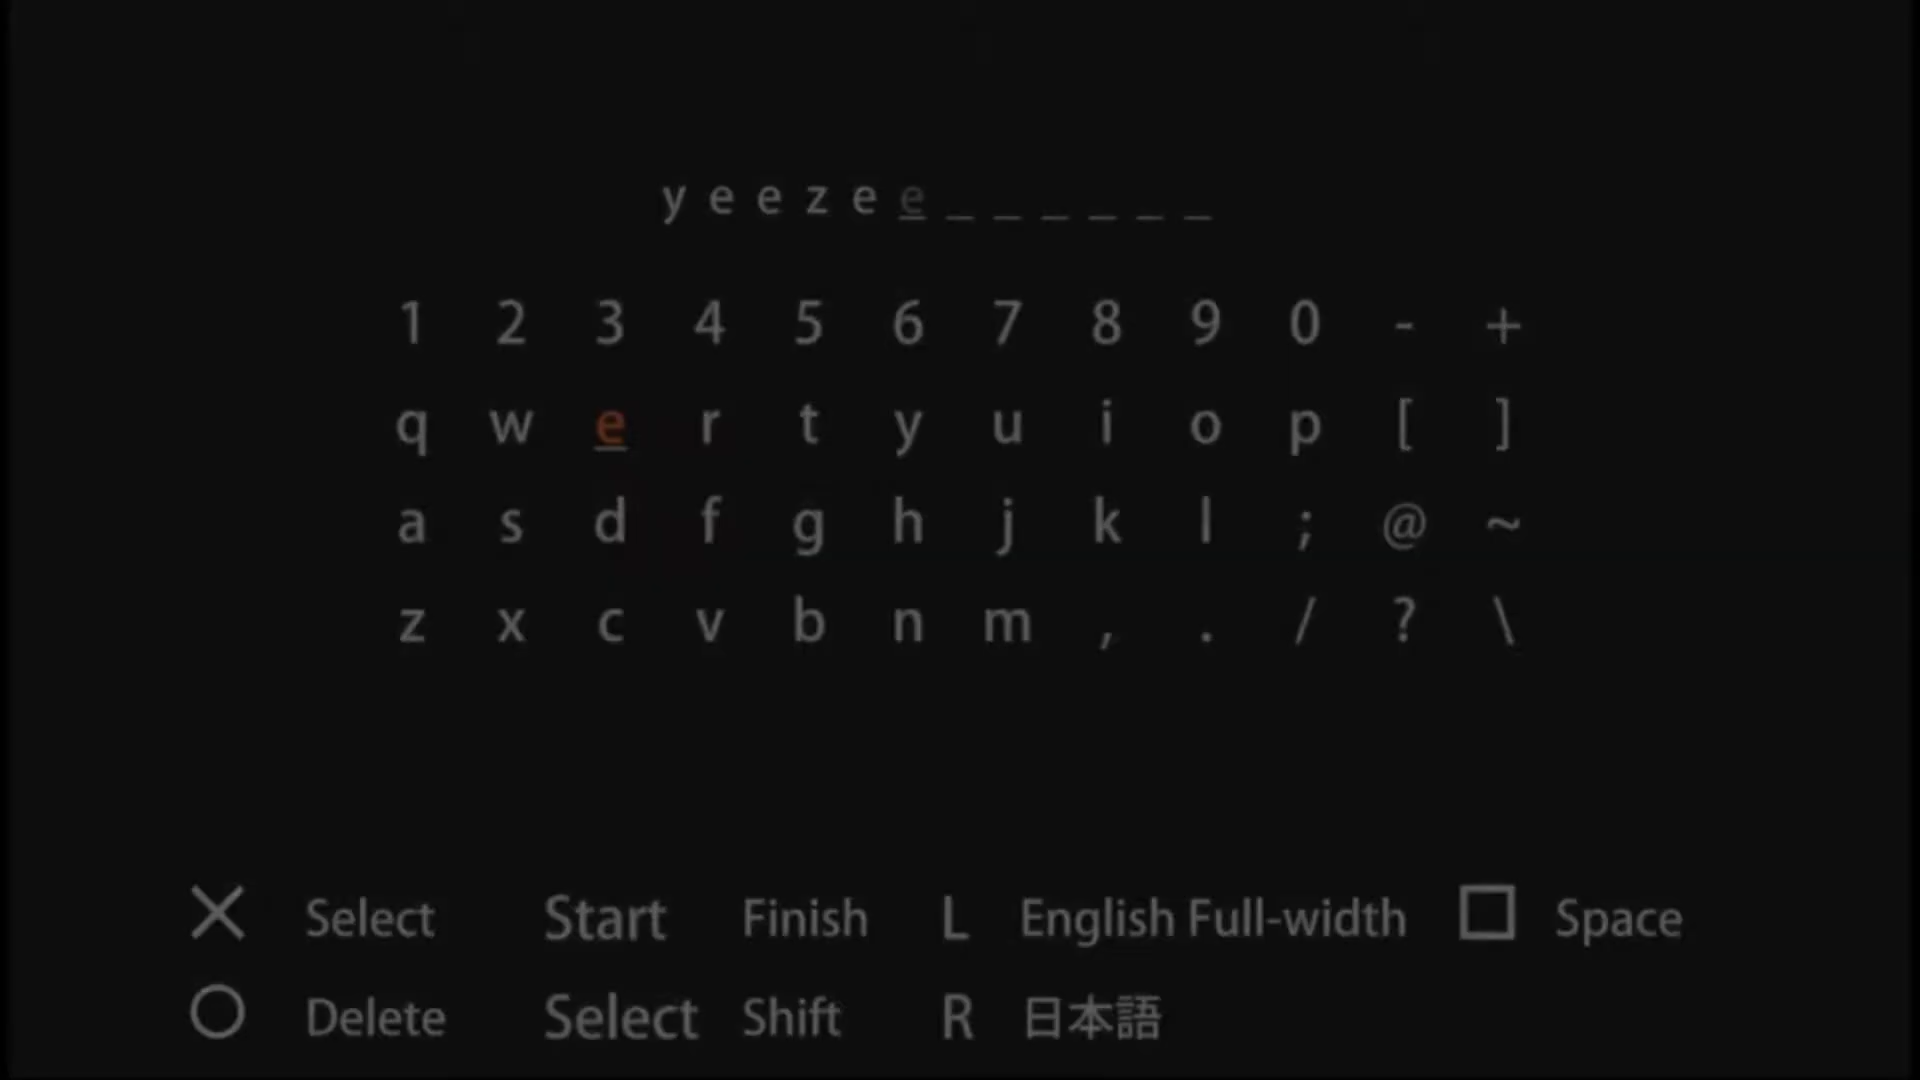 y e e z e e _ _ _ _ _ _
1 2 3 4 5 6 7 8 9 0 - +
q w e r t y u i o p [ ]
a s d f g h j k l ; @ ~
z x c v b n m , . / ? \
Select Start Finish L English Full-width Space
Delete Select Shift R 日本語